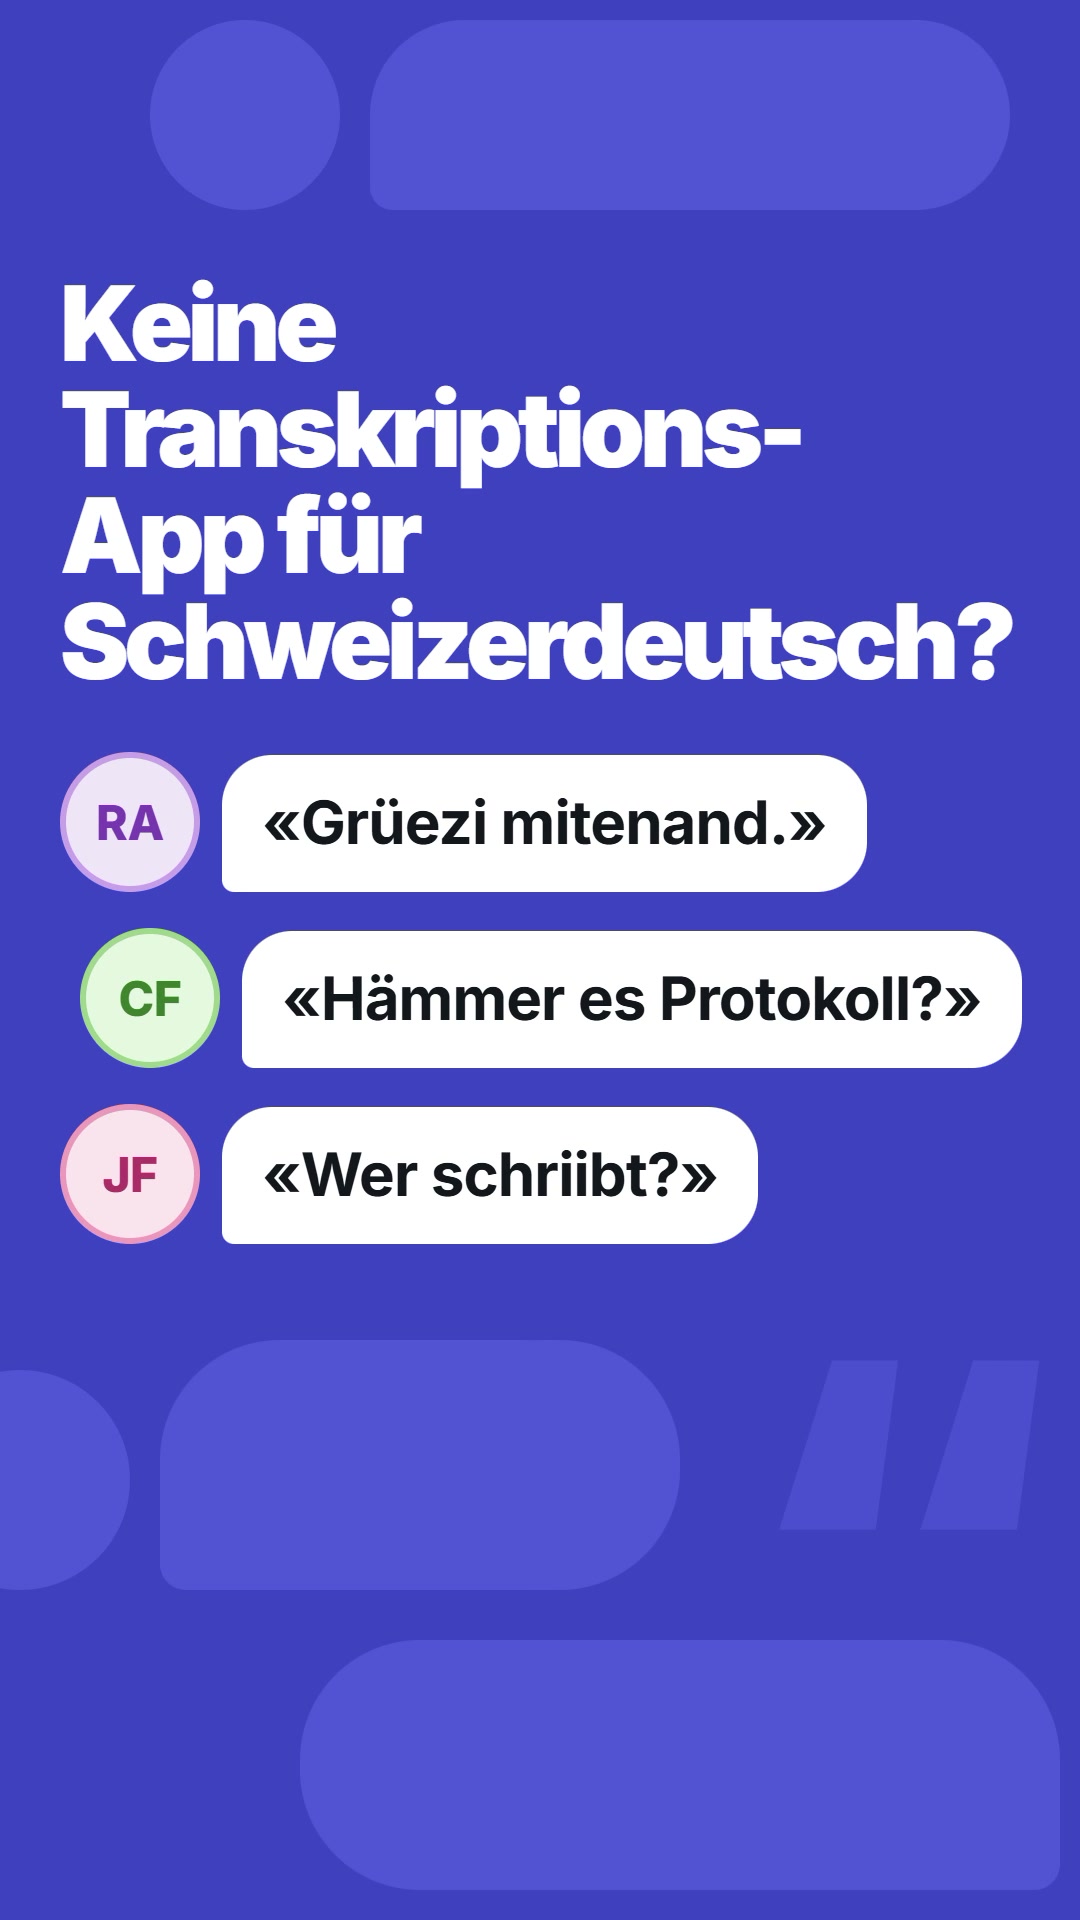 Keine
Transkriptions-
App für
Schweizerdeutsch?
RA
«Grüezi mitenand.»
CF
«Hämmer es Protokoll?»
JF
«Wer schriibt?»